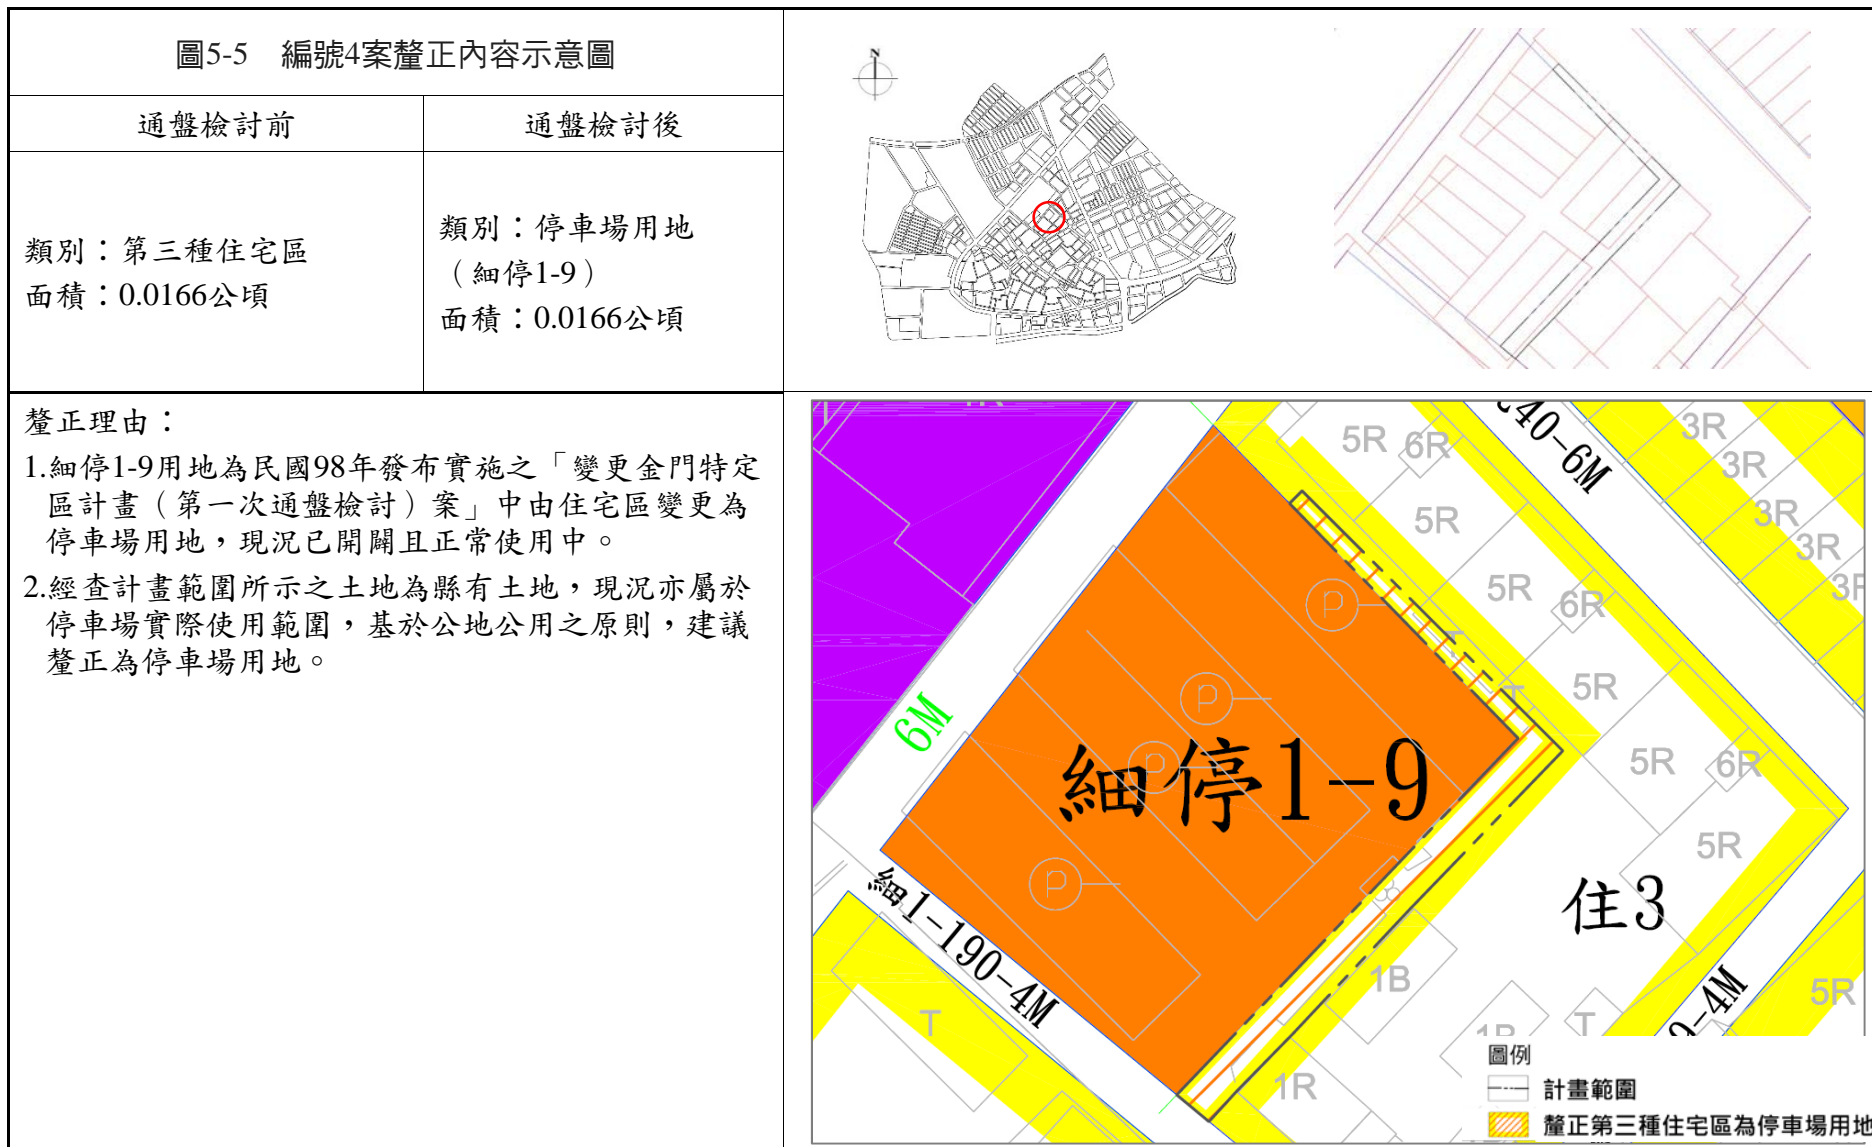 圖5-5　編號4案釐正內容示意圖
通盤檢討前
通盤檢討後
類別：第三種住宅區
面積：0.0166公頃
類別：停車場用地
（細停1-9）
面積：0.0166公頃
釐正理由：
1.細停1-9用地為民國98年發布實施之「變更金門特定
區計畫（第一次通盤檢討）案」中由住宅區變更為
停車場用地，現況已開闢且正常使用中。
2.經查計畫範圍所示之土地為縣有土地，現況亦屬於
停車場實際使用範圍，基於公地公用之原則，建議
釐正為停車場用地。
N
5R
6R
40-6M
3R
3R
5R
3R
3R
5R
6R
3R
P
T
5R
T
P
6M
細停1-9
P
5R
6R
5R
P
細1-190-4M
住3
1B
T
T
9-4M
5R
1R
圖例
計畫範圍
釐正第三種住宅區為停車場用地